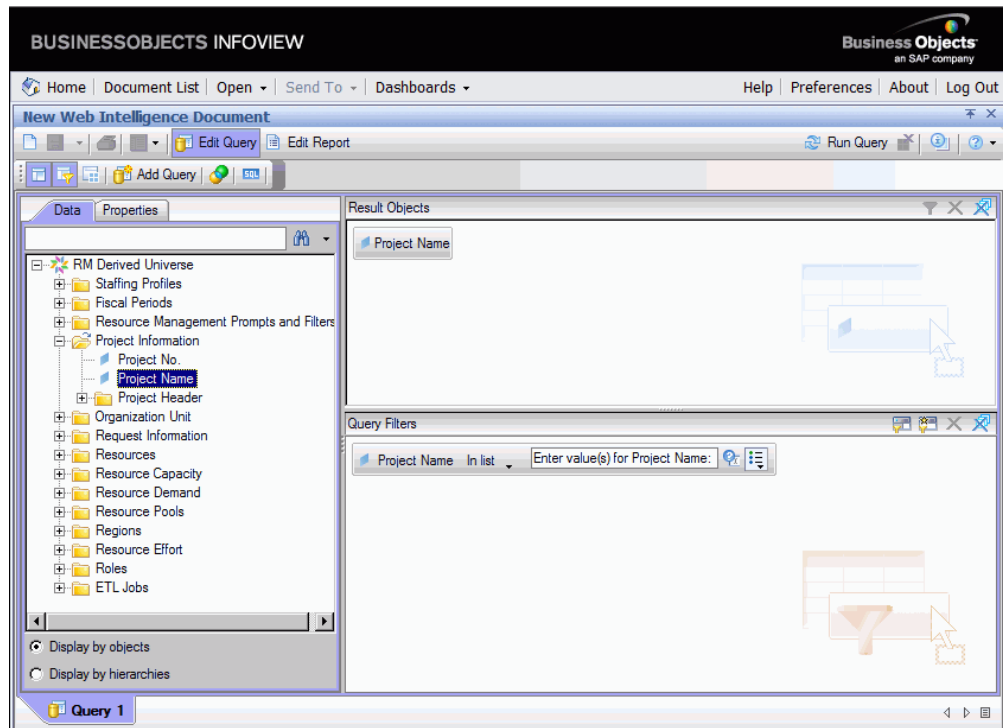 BUSINESSOBJECTS INFOVIEW
Business Objects
an SAP company
Home Document List Open Send To Dashboards Help Preferences About Log Out
New Web Intelligence Document
Edit Query Edit Report Run Query
SQL Add Query
Data Properties
Result Objects
Project Name
RM Derived Universe
Staffing Profiles
Fiscal Periods
Resource Management Prompts and Filters
Project Information
Project No.
Project Name
Project Header
Organization Unit
Request Information
Resources
Resource Capacity
Resource Demand
Resource Pools
Regions
Resource Effort
Roles
ETL Jobs
Display by objects
Display by hierarchies
Query Filters
Project Name In list Enter value(s) for Project Name:
Query 1